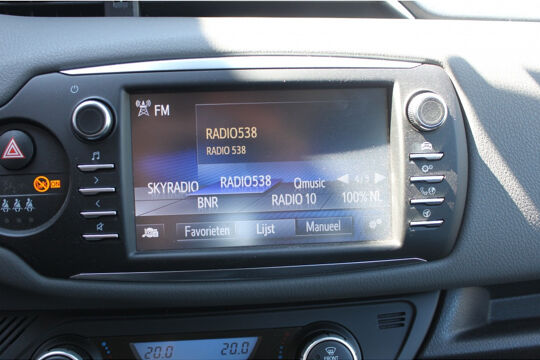 FM
RADIO538
RADIO 538
SKYRADIO RADIO538 Qmusic 4/5
BNR RADIO 10 100%NL
Favorieten Lijst Manueel
20.0 20.0
FRONT